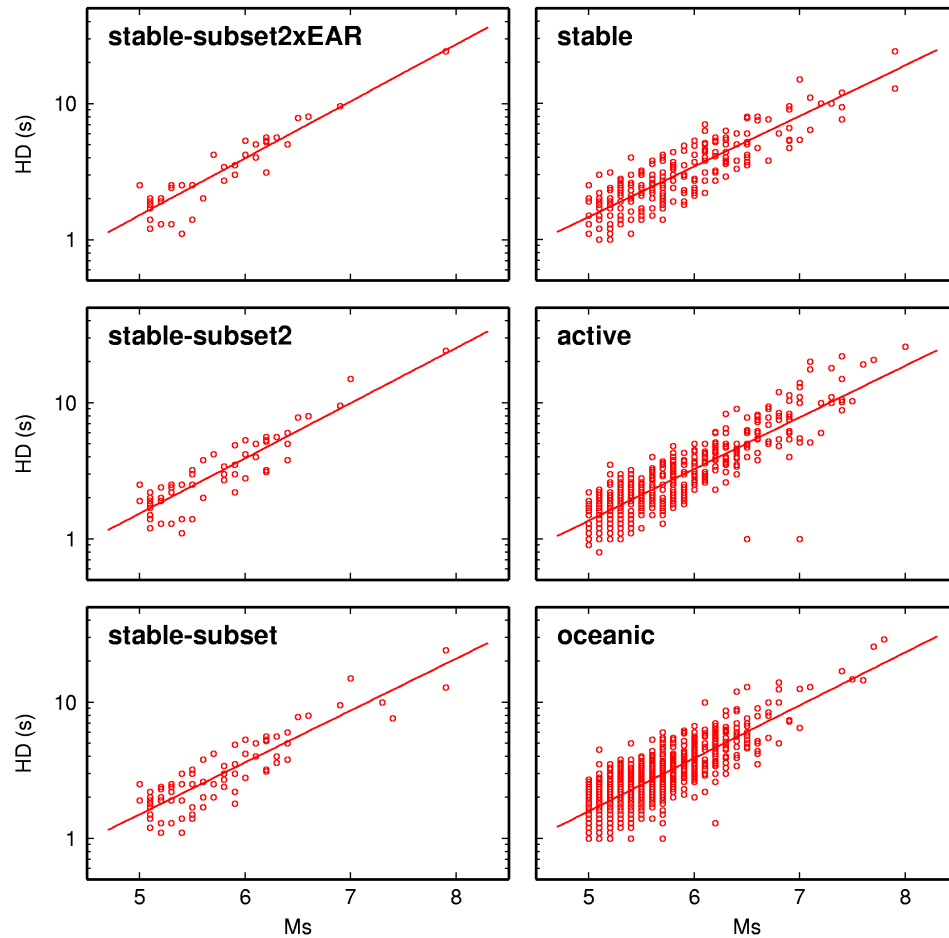 stable-subset2xEAR
stable
HD (s)
10
1
stable-subset2
active
HD (s)
10
1
stable-subset
oceanic
HD (s)
10
1
5 6 7 8 5 6 7 8
Ms Ms